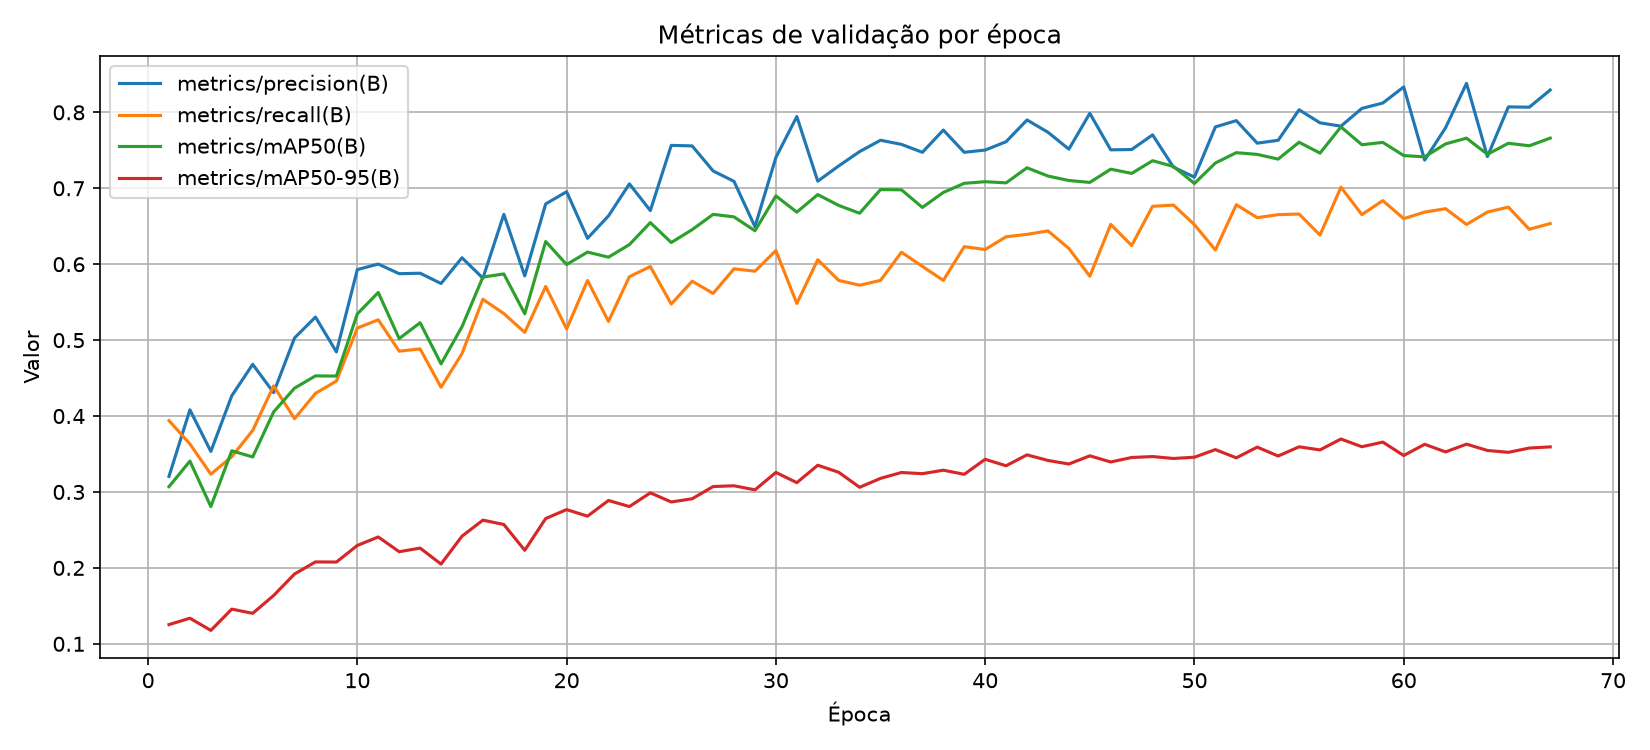 Métricas de validação por época
metrics/precision(B)
metrics/recall(B)
metrics/mAP50(B)
metrics/mAP50-95(B)
Valor
0.8
0.7
0.6
0.5
0.4
0.3
0.2
0.1
0 10 20 30 40 50 60 70
Época